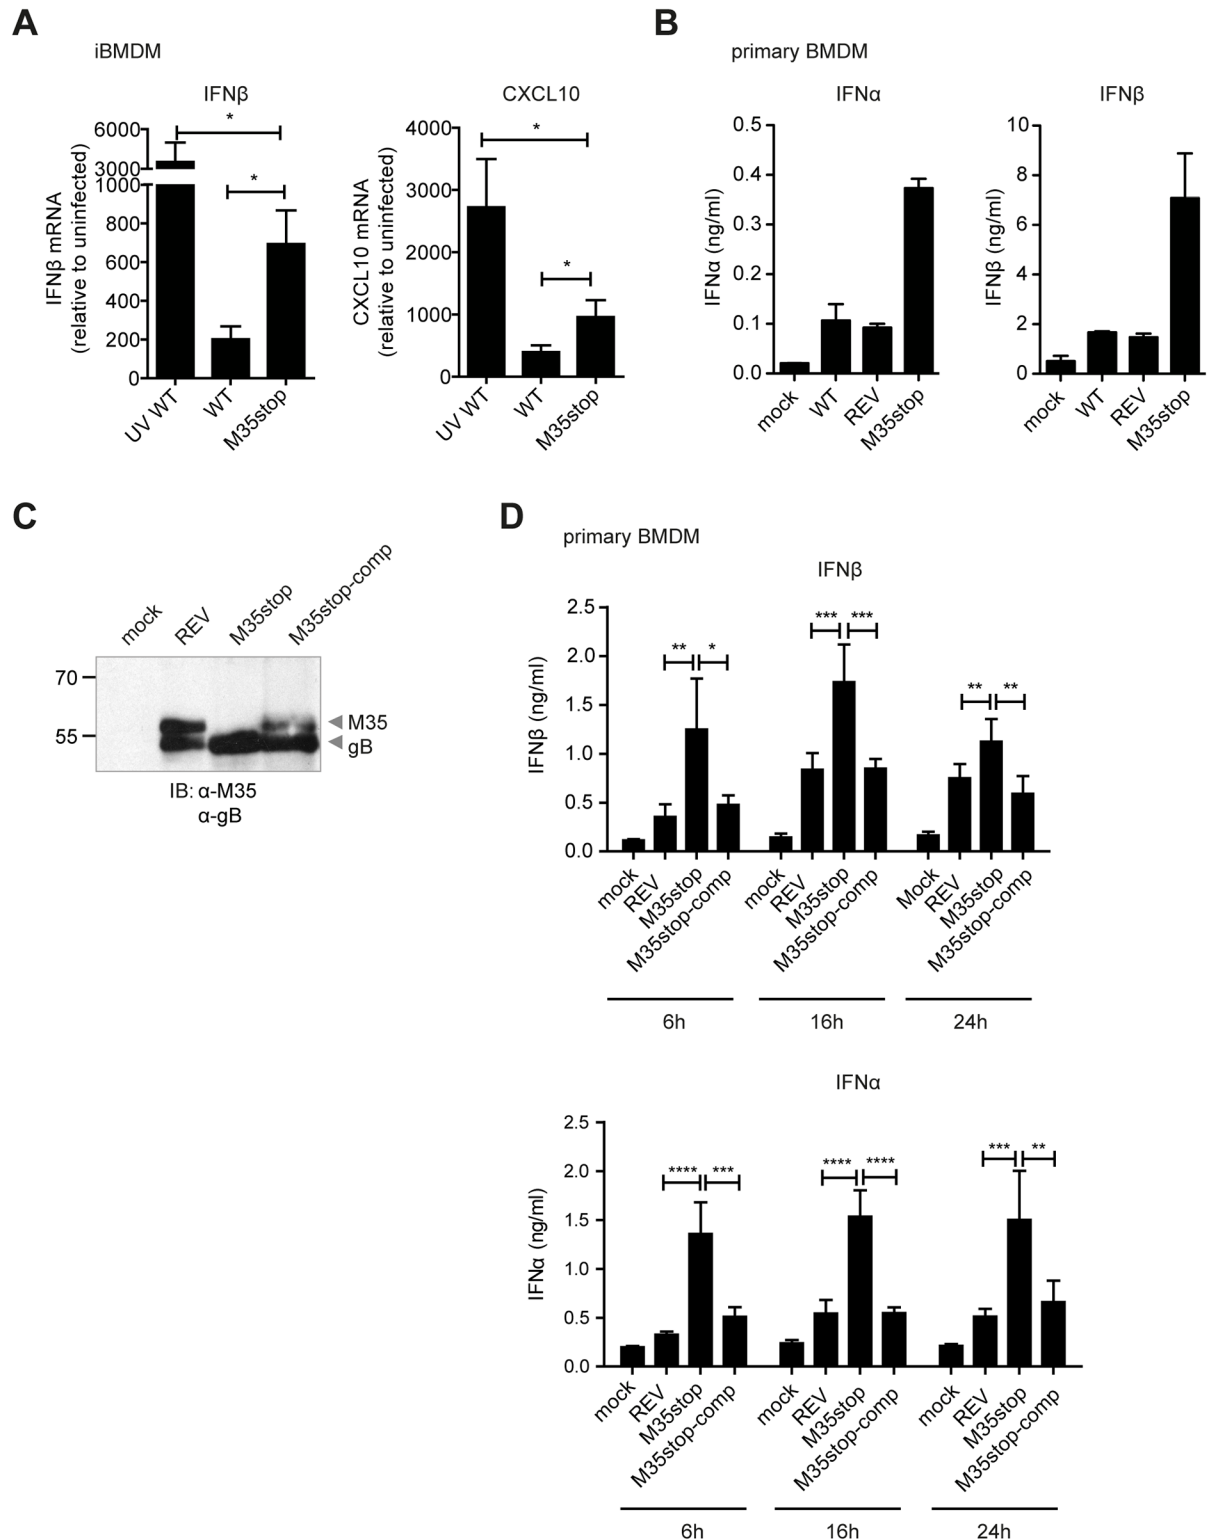 A
iBMDM
IFNβ
IFNβ mRNA
(relative to uninfected)
6000
3000
1000
800
600
400
200
0
*
*
UV WT
WT
M35stop
CXCL10
CXCL10 mRNA
(relative to uninfected)
4000
3000
2000
1000
0
*
*
UV WT
WT
M35stop
B
primary BMDM
IFNα
IFNα (ng/ml)
0.5
0.4
0.3
0.2
0.1
0.0
mock
WT
REV
M35stop
IFNβ
IFNβ (ng/ml)
10
8
6
4
2
0
mock
WT
REV
M35stop
C
mock
REV
M35stop
M35stop-comp
70
55
M35
gB
IB: α-M35
α-gB
D
primary BMDM
IFNβ
IFNβ (ng/ml)
2.5
2.0
1.5
1.0
0.5
0.0
** *
*** ***
** **
mock
REV
M35stop
M35stop-comp
mock
REV
M35stop
M35stop-comp
Mock
REV
M35stop
M35stop-comp
6h
16h
24h
IFNα
IFNα (ng/ml)
2.5
2.0
1.5
1.0
0.5
0.0
**** ***
**** ****
*** **
mock
REV
M35stop
M35stop-comp
mock
REV
M35stop
M35stop-comp
mock
REV
M35stop
M35stop-comp
6h
16h
24h